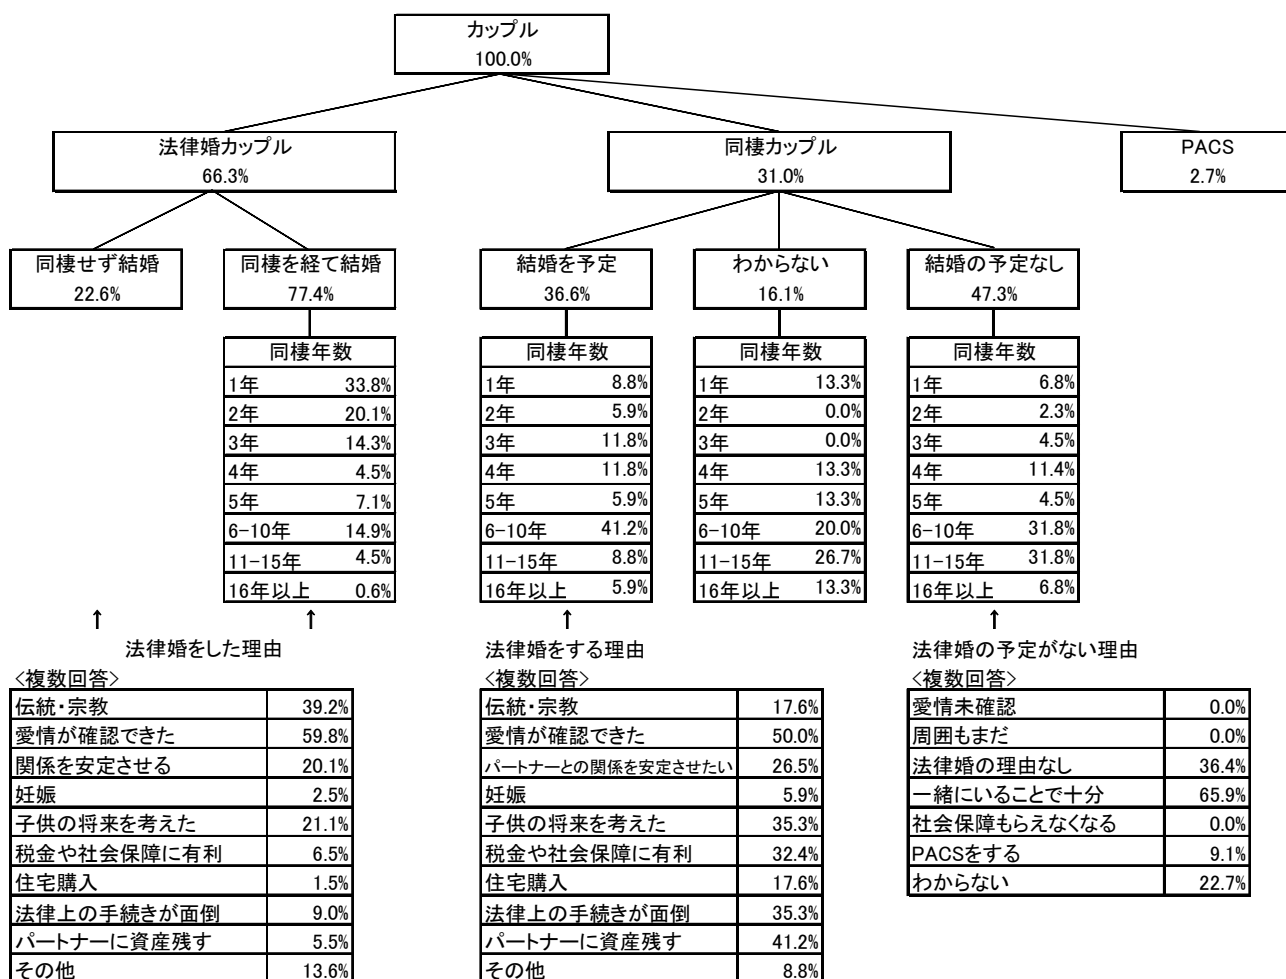 カップル
100.0%
法律婚カップル
66.3%
同棲カップル
31.0%
PACS
2.7%
同棲せず結婚
22.6%
同棲を経て結婚
77.4%
結婚を予定
36.6%
わからない
16.1%
結婚の予定なし
47.3%
同棲年数
1年 33.8%
2年 20.1%
3年 14.3%
4年 4.5%
5年 7.1%
6-10年 14.9%
11-15年 4.5%
16年以上 0.6%
同棲年数
1年 8.8%
2年 5.9%
3年 11.8%
4年 11.8%
5年 5.9%
6-10年 41.2%
11-15年 8.8%
16年以上 5.9%
同棲年数
1年 13.3%
2年 0.0%
3年 0.0%
4年 13.3%
5年 13.3%
6-10年 20.0%
11-15年 26.7%
16年以上 13.3%
同棲年数
1年 6.8%
2年 2.3%
3年 4.5%
4年 11.4%
5年 4.5%
6-10年 31.8%
11-15年 31.8%
16年以上 6.8%
↑ ↑
法律婚をした理由
<複数回答>
伝統・宗教 39.2%
愛情が確認できた 59.8%
関係を安定させる 20.1%
妊娠 2.5%
子供の将来を考えた 21.1%
税金や社会保障に有利 6.5%
住宅購入 1.5%
法律上の手続きが面倒 9.0%
パートナーに資産残す 5.5%
その他 13.6%
↑
法律婚をする理由
<複数回答>
伝統・宗教 17.6%
愛情が確認できた 50.0%
パートナーとの関係を安定させたい 26.5%
妊娠 5.9%
子供の将来を考えた 35.3%
税金や社会保障に有利 32.4%
住宅購入 17.6%
法律上の手続きが面倒 35.3%
パートナーに資産残す 41.2%
その他 8.8%
↑
法律婚の予定がない理由
<複数回答>
愛情未確認 0.0%
周囲もまだ 0.0%
法律婚の理由なし 36.4%
一緒にいることで十分 65.9%
社会保障もらえなくなる 0.0%
PACSをする 9.1%
わからない 22.7%